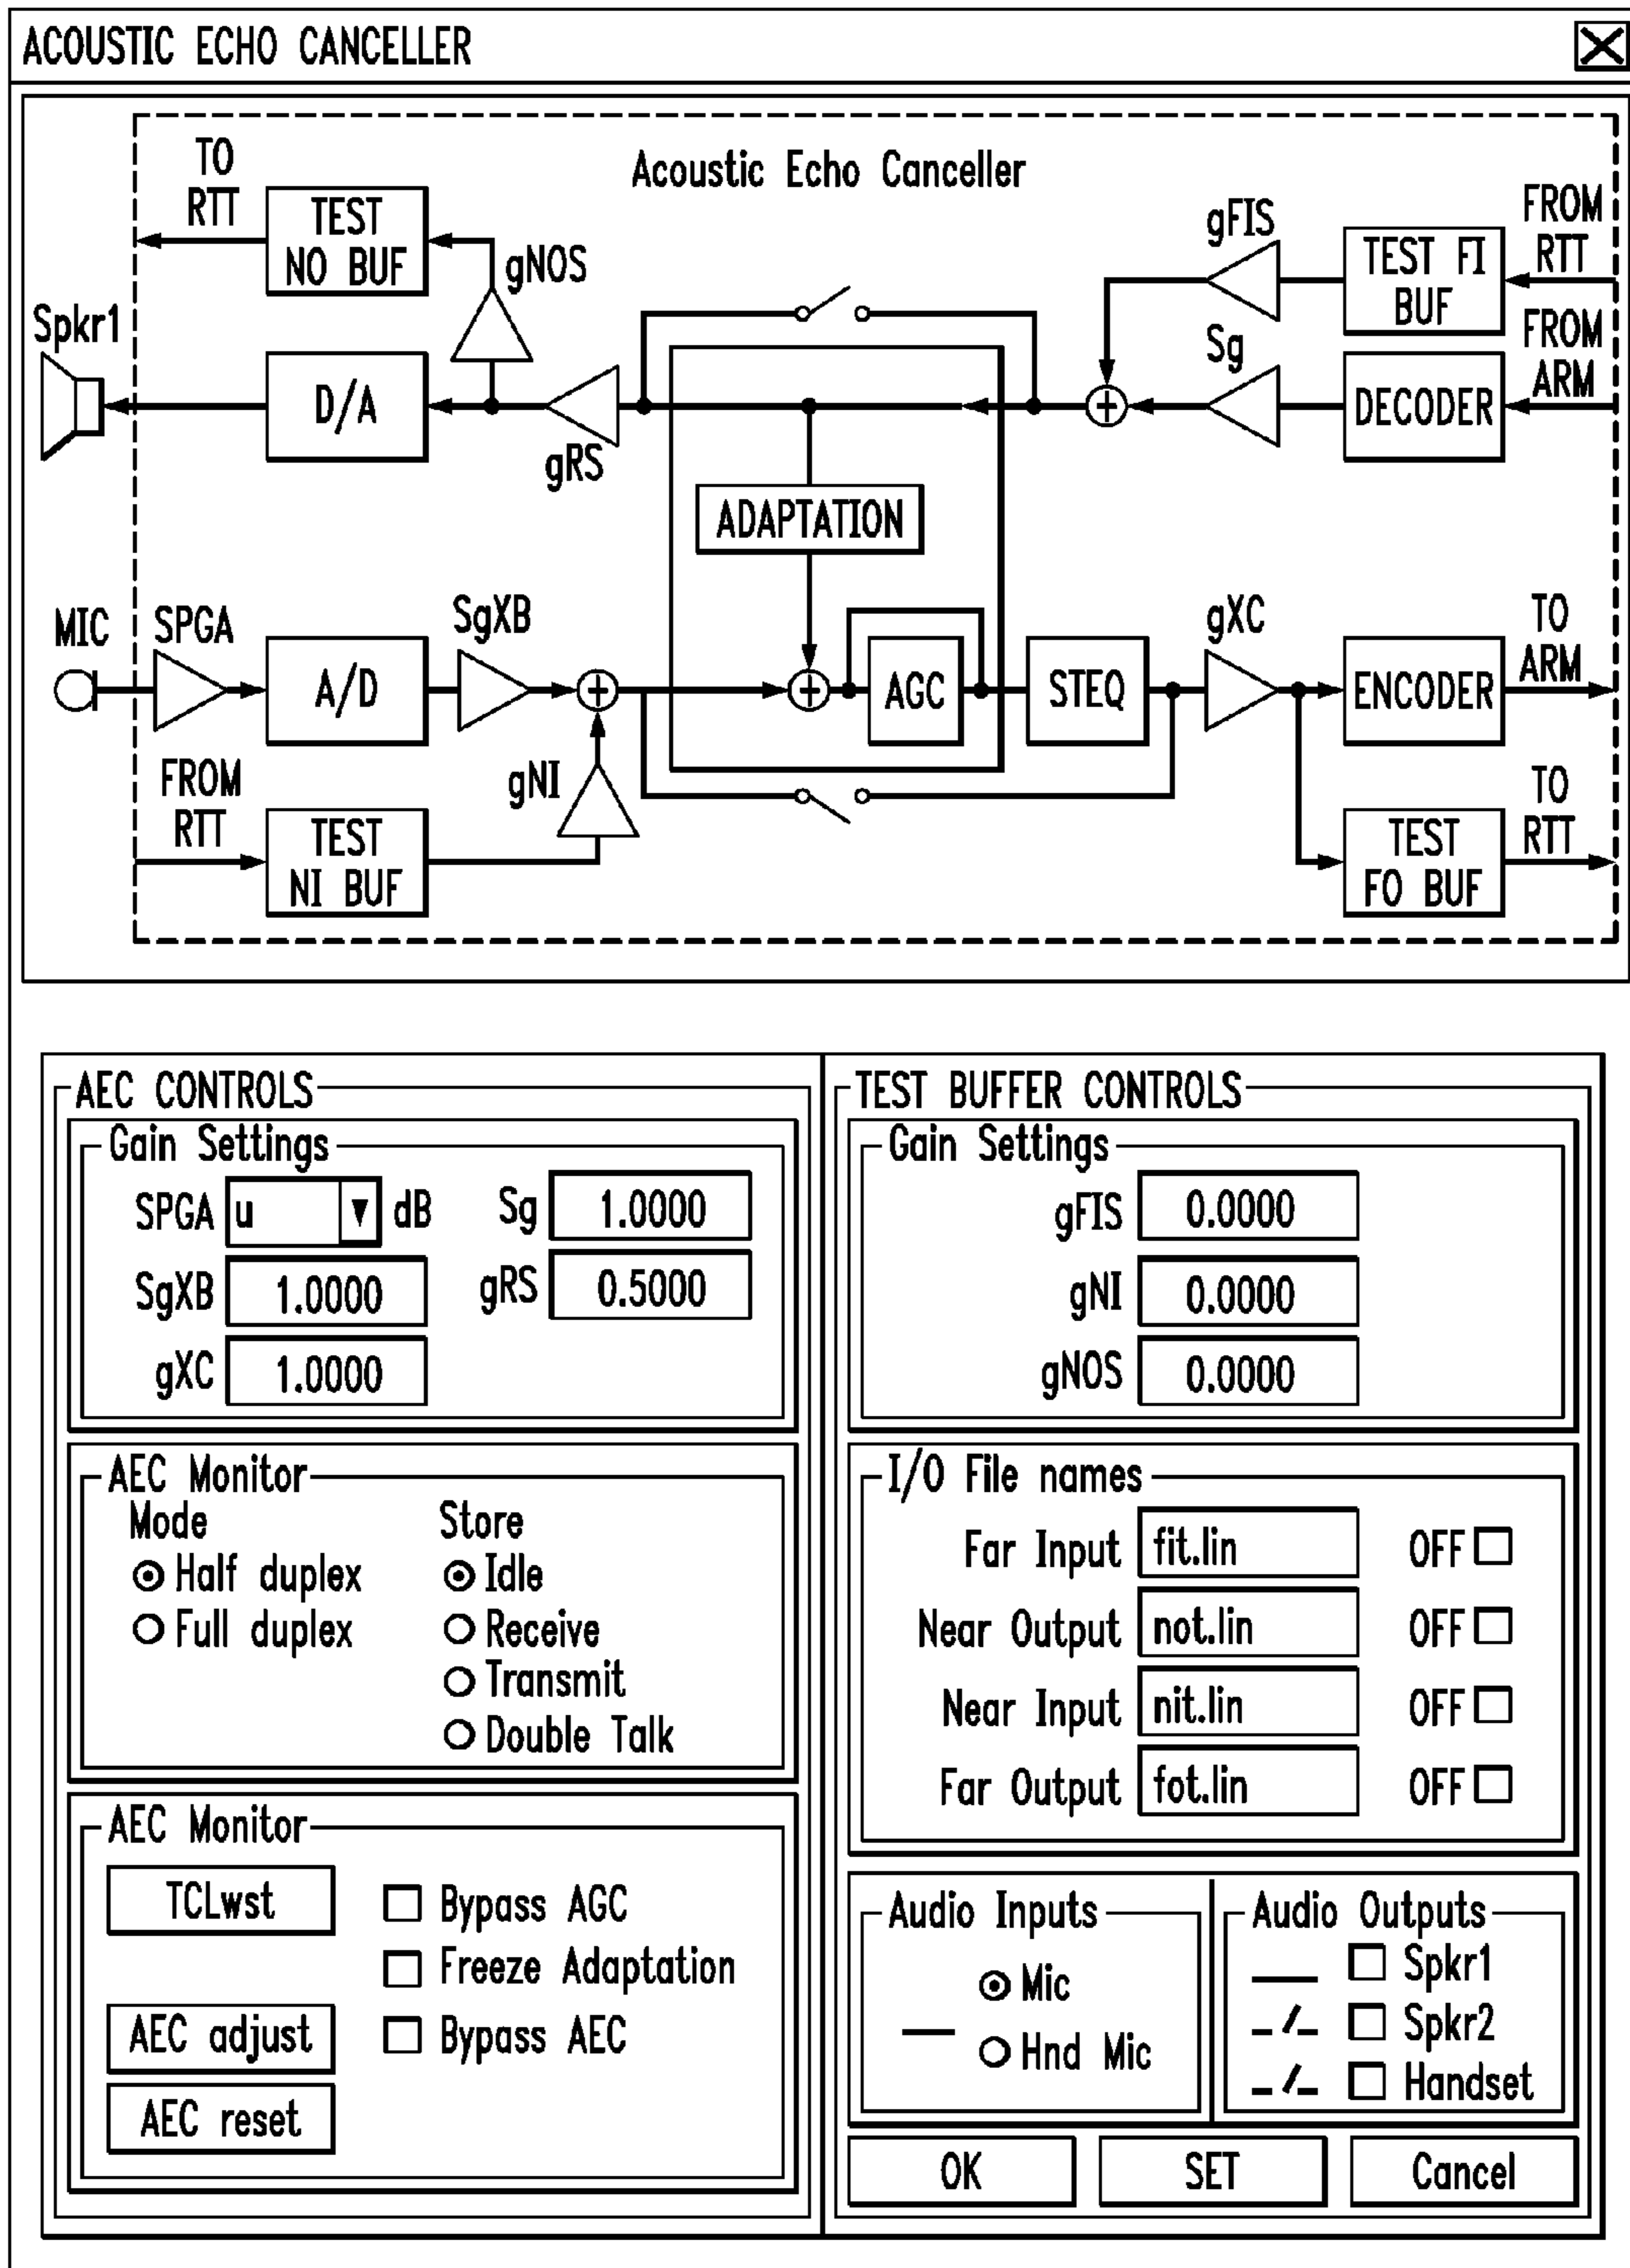 ACOUSTIC ECHO CANCELLER
Acoustic Echo Canceller
TO
RTT
TEST
NO BUF
gNOS
gFIS
TEST FI
BUF
FROM
RTT
Spkr1
D/A
gRS
Sg
DECODER
FROM
ARM
ADAPTATION
MIC
SPGA
A/D
SgXB
AGC
STEQ
gXC
ENCODER
TO
ARM
FROM
RTT
TEST
NI BUF
gNI
TEST
FO BUF
TO
RTT
AEC CONTROLS
Gain Settings
SPGA u dB
Sg 1.0000
SgXB 1.0000
gRS 0.5000
gXC 1.0000
AEC Monitor
Mode
Half duplex
Full duplex
Store
Idle
Receive
Transmit
Double Talk
AEC Monitor
TCLwst
AEC adjust
AEC reset
Bypass AGC
Freeze Adaptation
Bypass AEC
TEST BUFFER CONTROLS
Gain Settings
gFIS 0.0000
gNI 0.0000
gNOS 0.0000
I/O File names
Far Input fit.lin OFF
Near Output not.lin OFF
Near Input nit.lin OFF
Far Output fot.lin OFF
Audio Inputs
Mic
Hnd Mic
Audio Outputs
Spkr1
Spkr2
Handset
OK SET Cancel